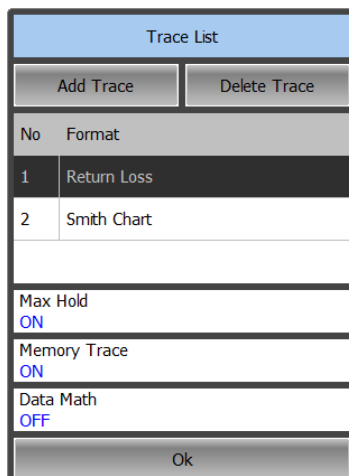 Trace List
Add Trace Delete Trace
No Format
1 Return Loss
2 Smith Chart
Max Hold
ON
Memory Trace
ON
Data Math
OFF
Ok